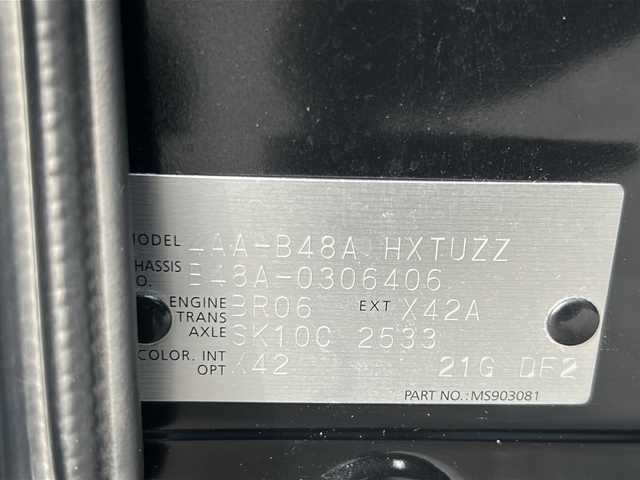 MODEL 4AA-B48A HXTUZZ
CHASSIS B48A-0306406
NO.
ENGINE BR06 EXT X42A
TRANS AXLE SK10C 2533
COLOR. INT 21G DF2
OPT X42
PART NO.:MS903081